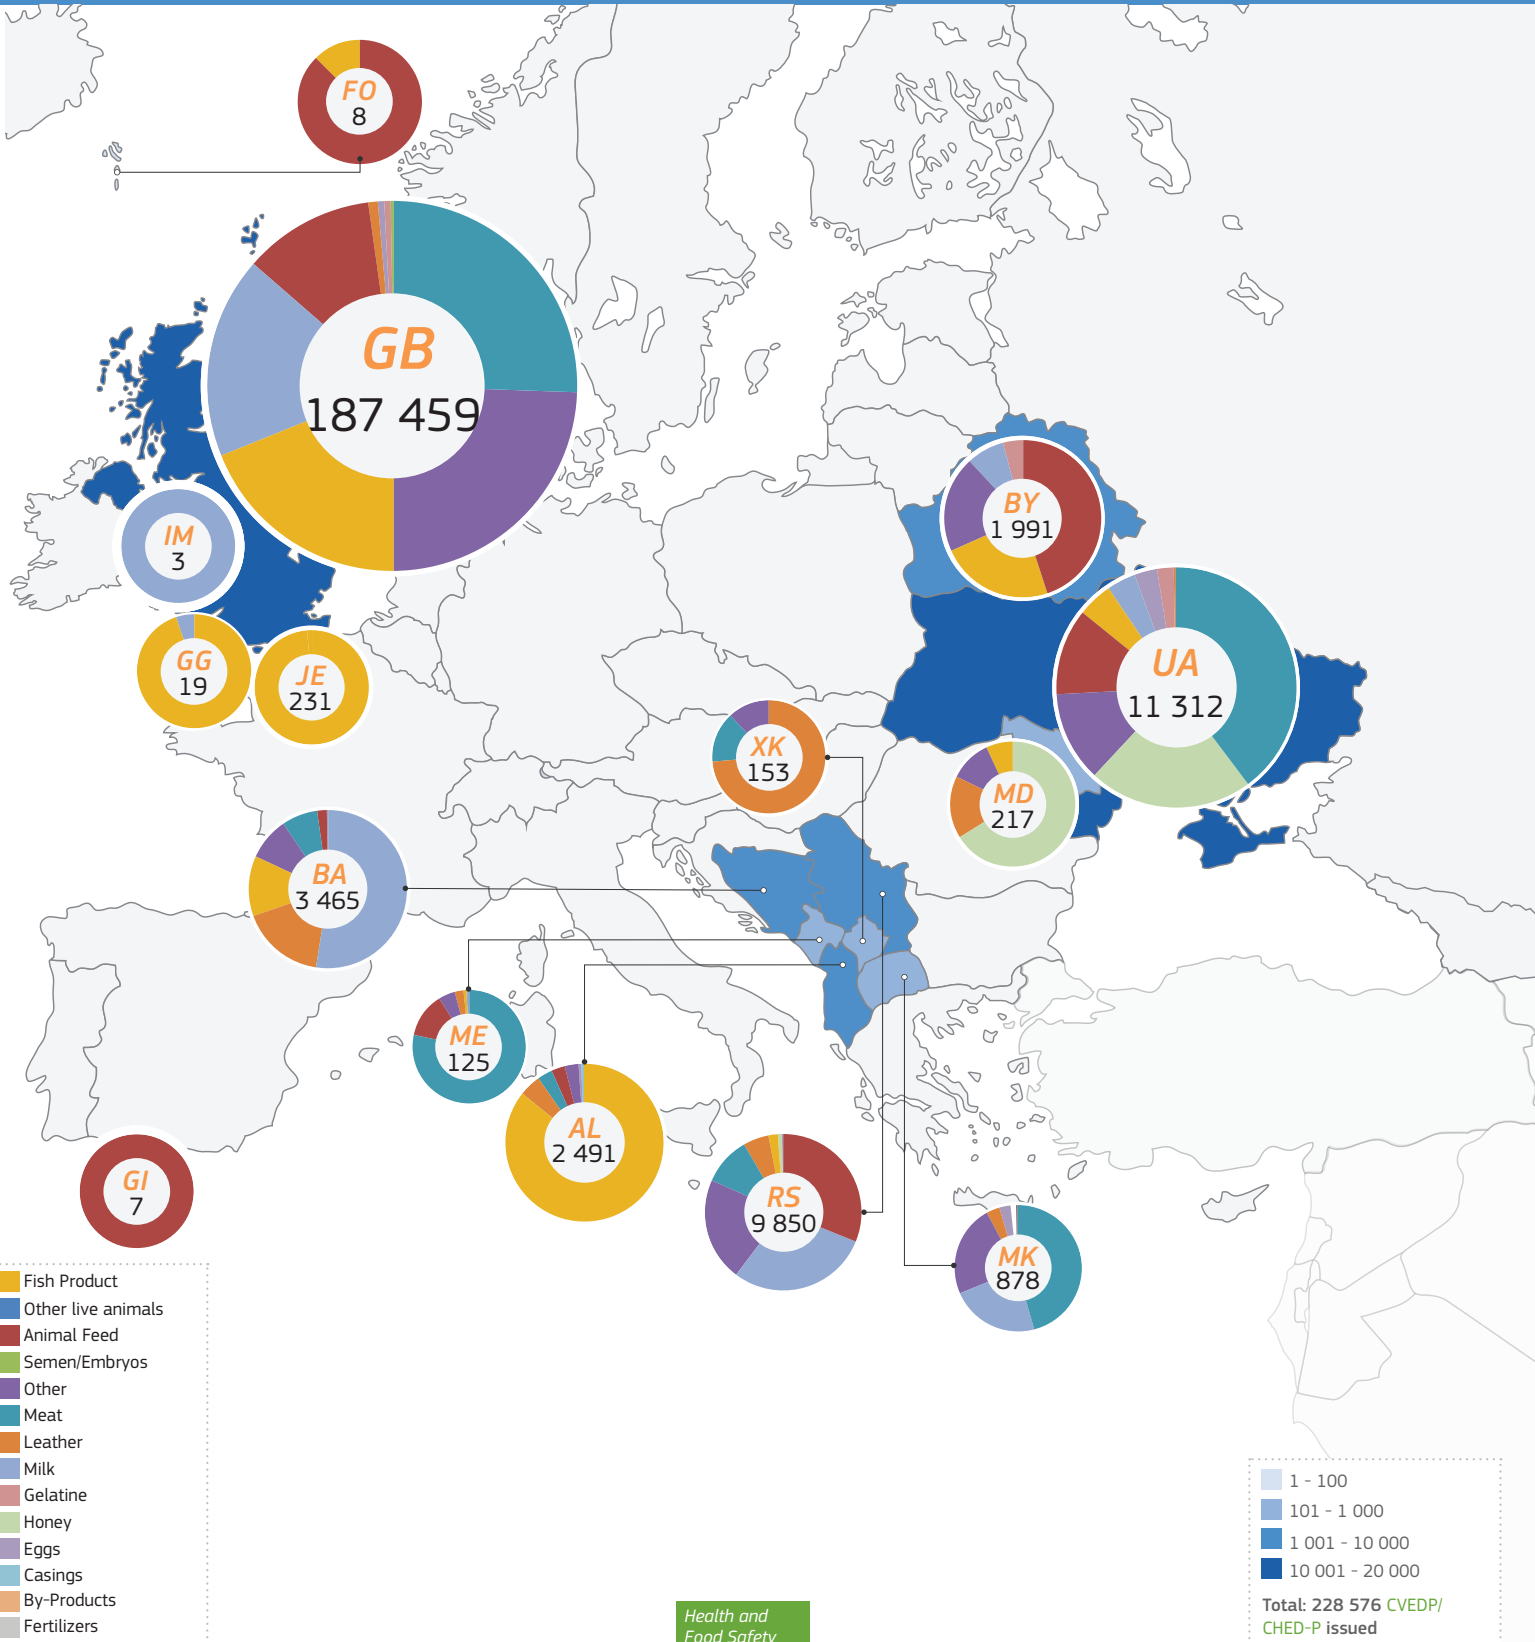 FO
8
GB
187 459
IM
3
GG
19
JE
231
BY
1 991
UA
11 312
XK
153
MD
217
BA
3 465
ME
125
AL
2 491
GI
7
RS
9 850
MK
878
Fish Product
Other live animals
Animal Feed
Semen/Embryos
Other
Meat
Leather
Milk
Gelatine
Honey
Eggs
Casings
By-Products
Fertilizers
Health and
Food Safety
1 - 100
101 - 1 000
1 001 - 10 000
10 001 - 20 000
Total: 228 576 CVEDP/
CHED-P issued